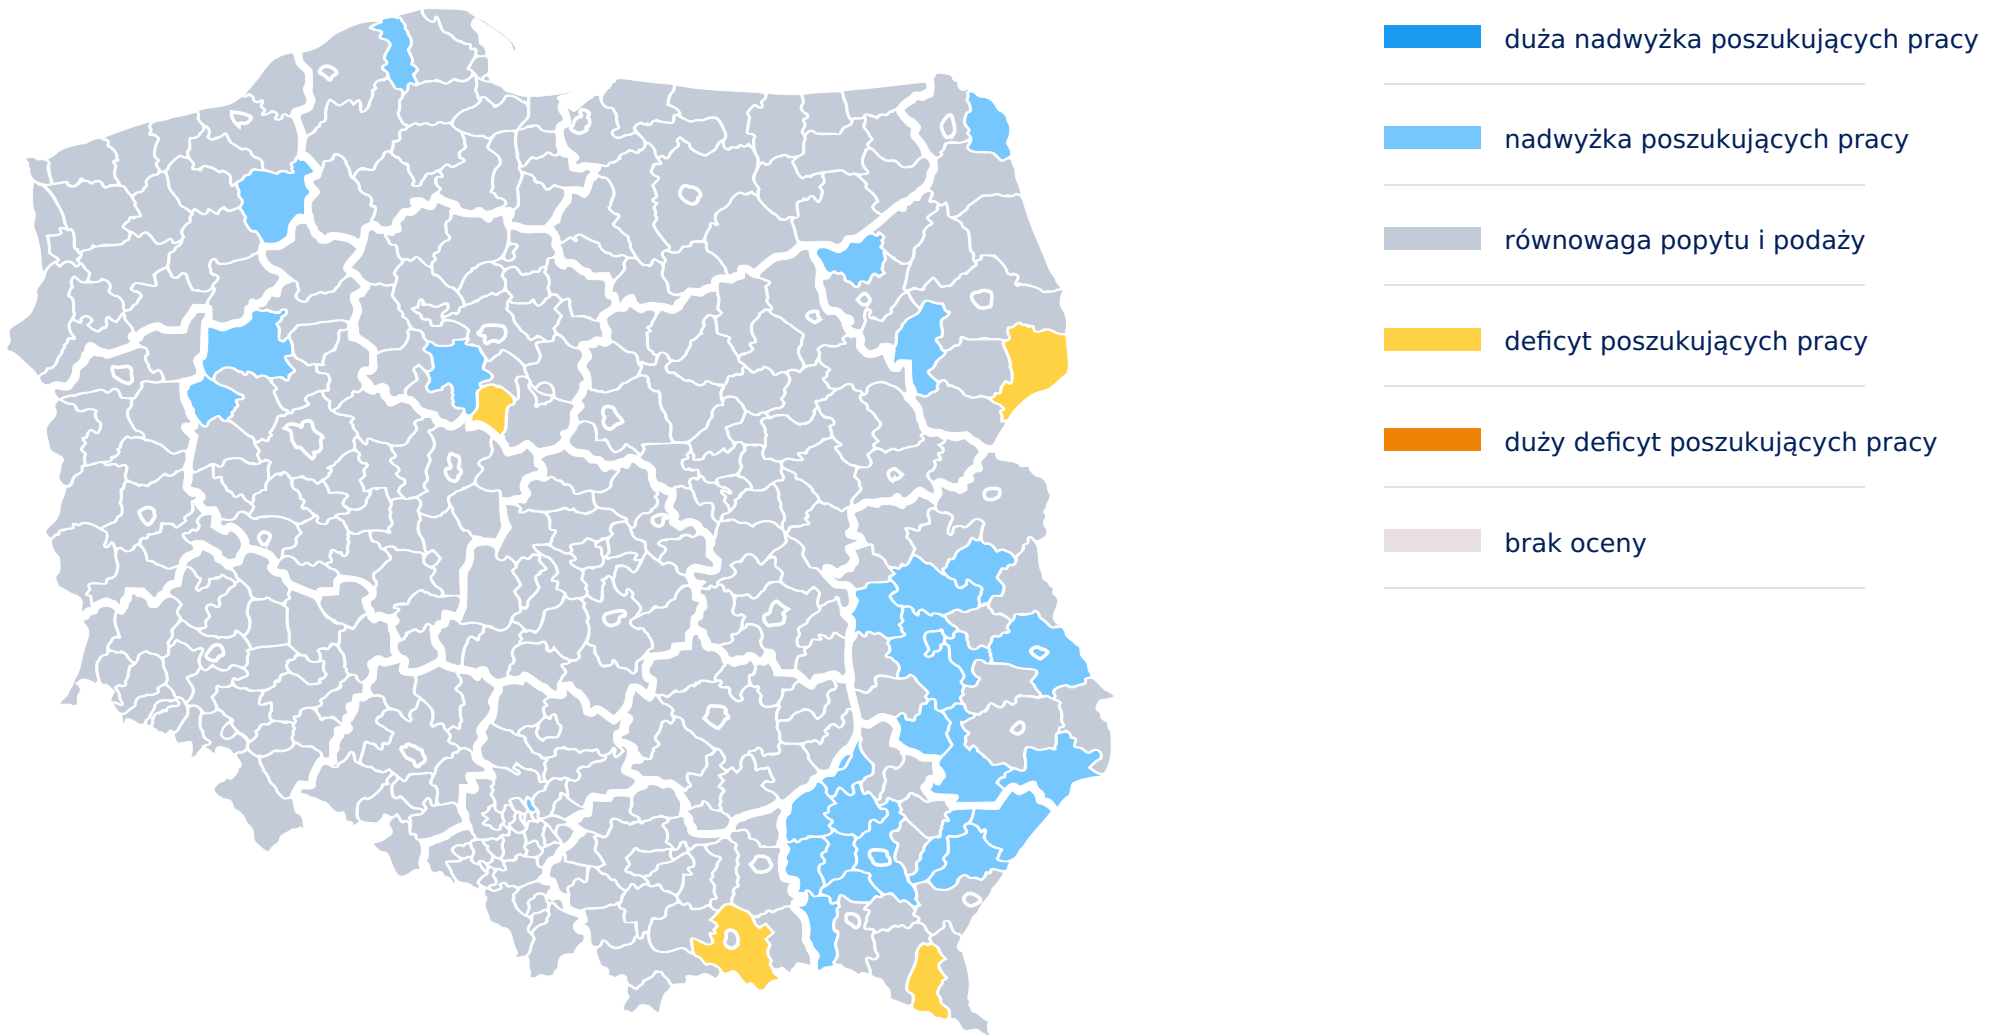 duża nadwyżka poszukujących pracy
nadwyżka poszukujących pracy
równowaga popytu i podaży
deficyt poszukujących pracy
duży deficyt poszukujących pracy
brak oceny